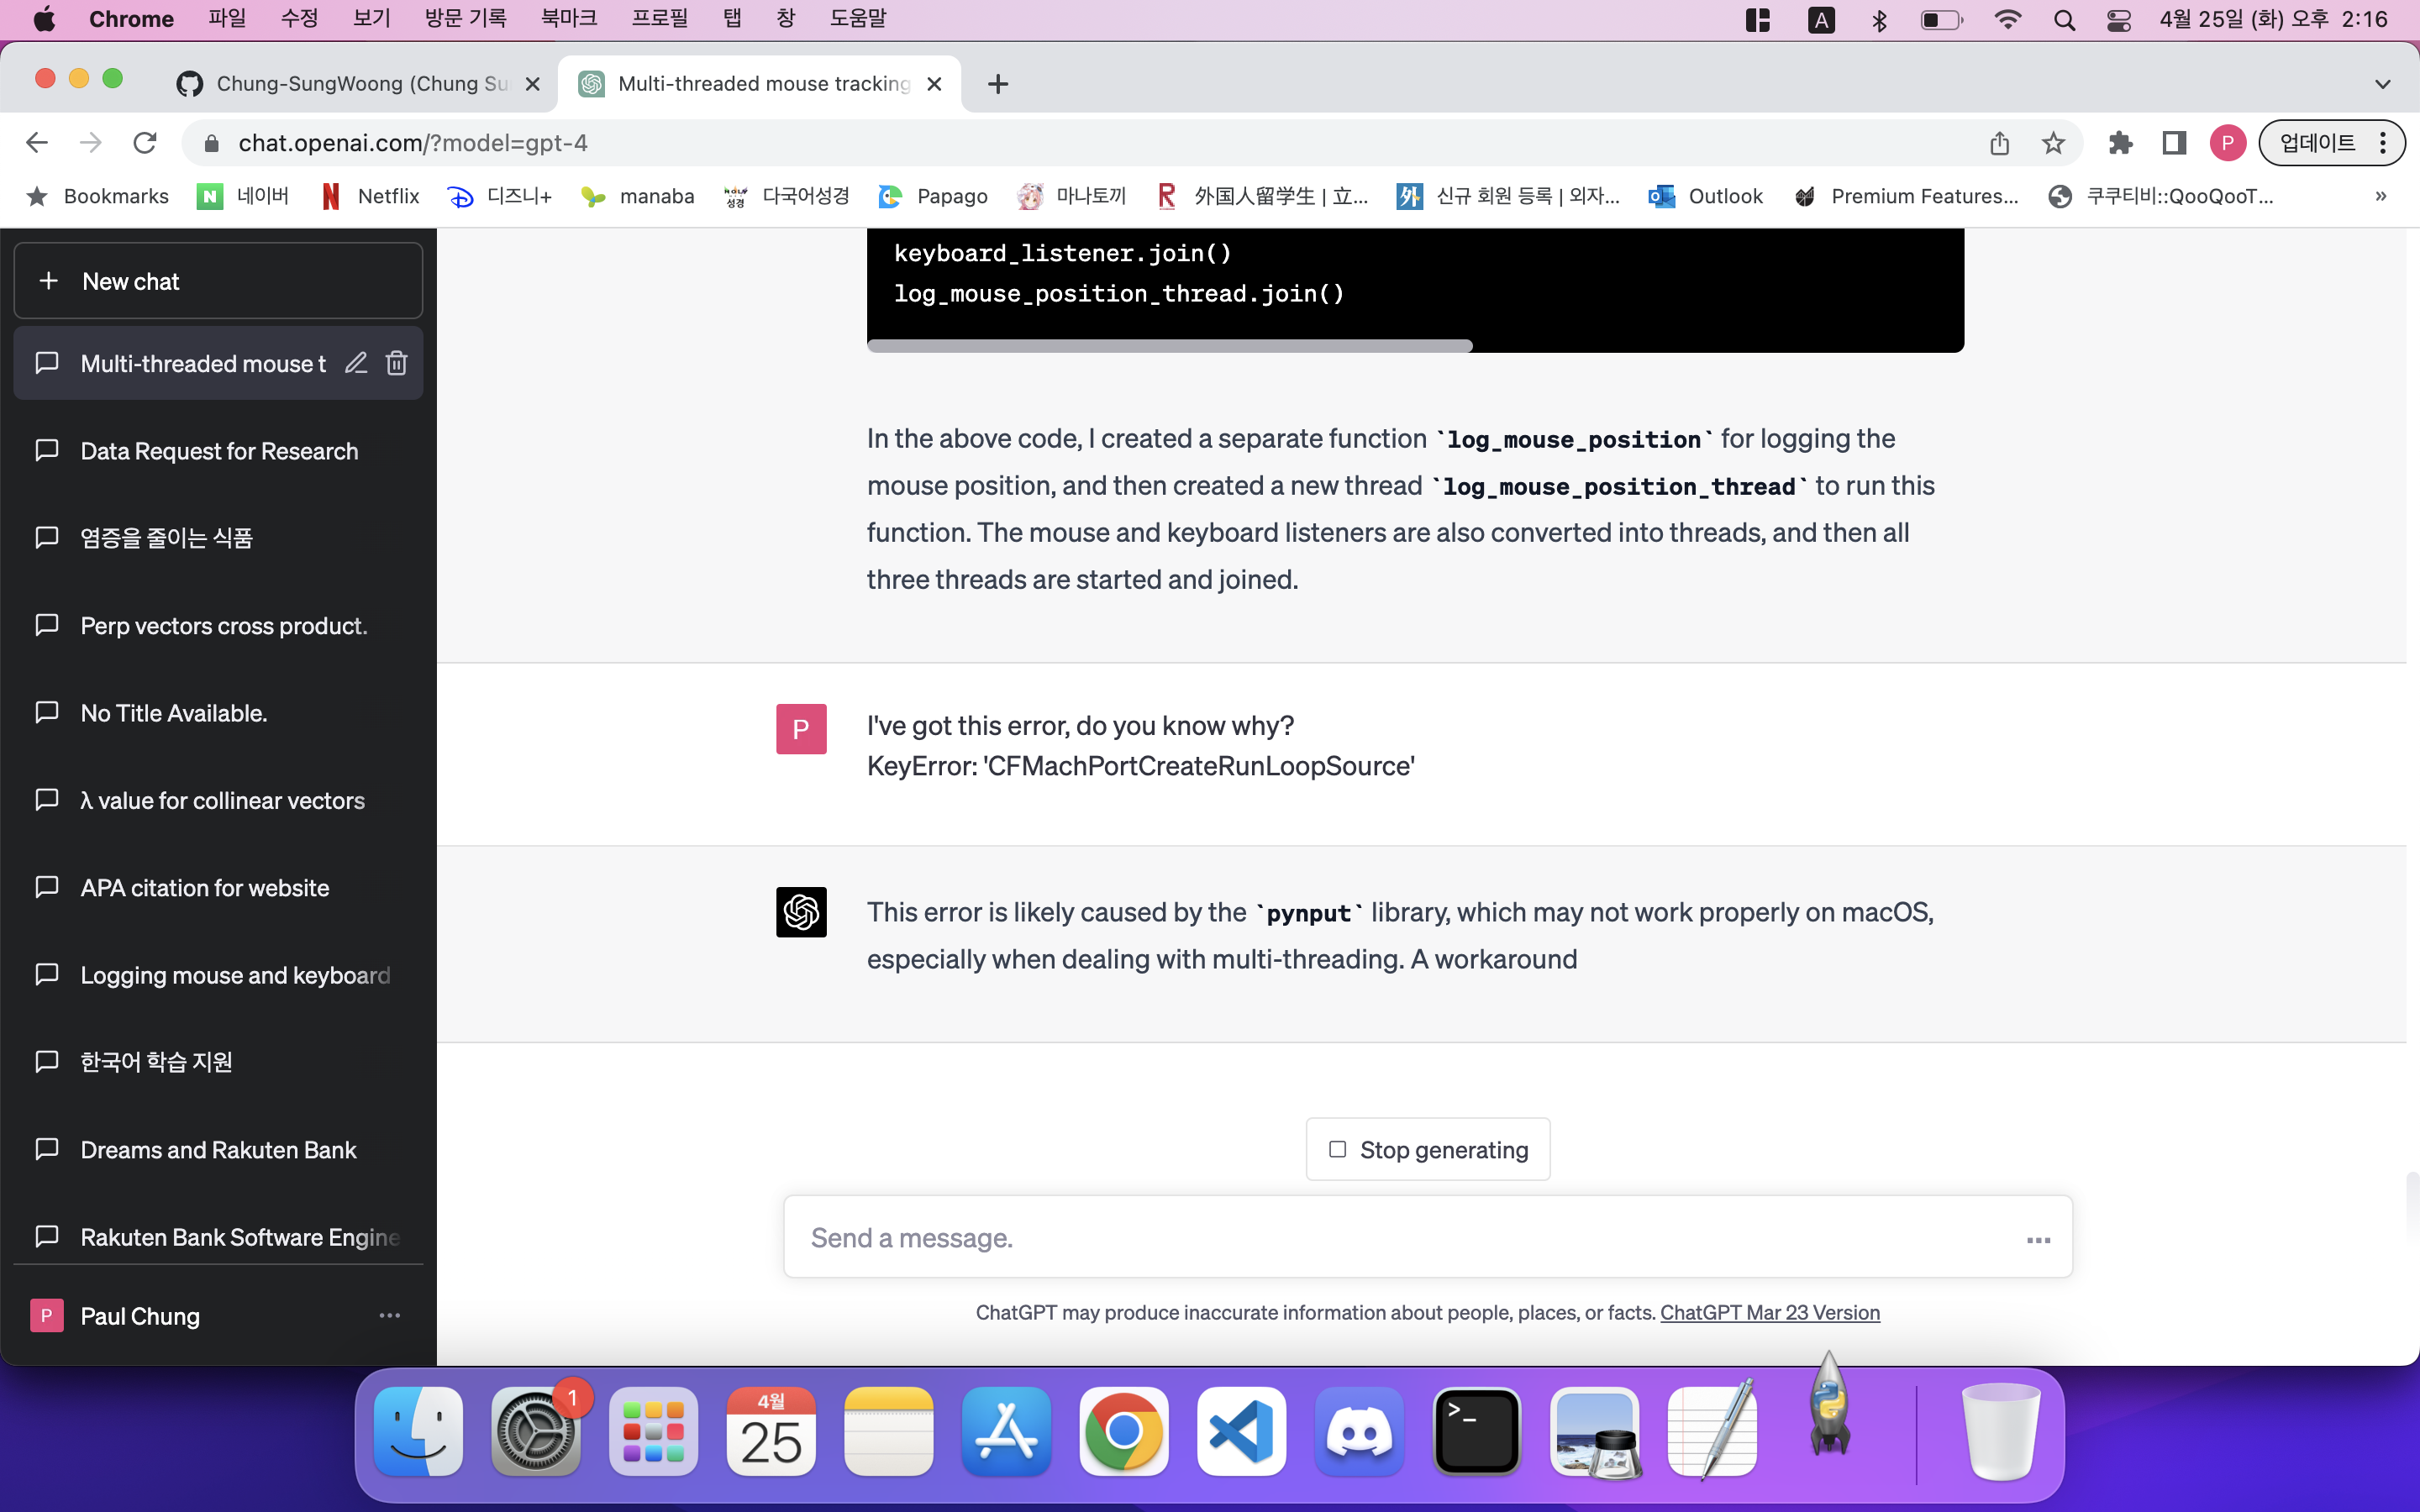 Chrome 파일 수정 보기 방문 기록 북마크 프로필 탭 창 도움말 A 4월 25일 (화) 오후 2:16
Chung-SungWoong (Chung Su Multi-threaded mouse tracking
chat.openai.com/?model=gpt-4 P 업데이트
Bookmarks N 네이버 N Netflix 디즈니+ manaba 성경 다국어성경 Papago 마나토끼 R 外国人留学生 | 立... 外 신규 회원 등록 | 외자... Outlook Premium Features... 쿠쿠티비::QooQooT... »
New chat
Multi-threaded mouse t
Data Request for Research
염증을 줄이는 식품
Perp vectors cross product.
No Title Available.
λ value for collinear vectors
APA citation for website
Logging mouse and keyboard
한국어 학습 지원
Dreams and Rakuten Bank
Rakuten Bank Software Engine
P Paul Chung
keyboard_listener.join()
log_mouse_position_thread.join()
In the above code, I created a separate function `log_mouse_position` for logging the
mouse position, and then created a new thread `log_mouse_position_thread` to run this
function. The mouse and keyboard listeners are also converted into threads, and then all
three threads are started and joined.
P I've got this error, do you know why?
KeyError: 'CFMachPortCreateRunLoopSource'
This error is likely caused by the `pynput` library, which may not work properly on macOS,
especially when dealing with multi-threading. A workaround
Stop generating
Send a message.
ChatGPT may produce inaccurate information about people, places, or facts. ChatGPT Mar 23 Version
1
4월
25
>_